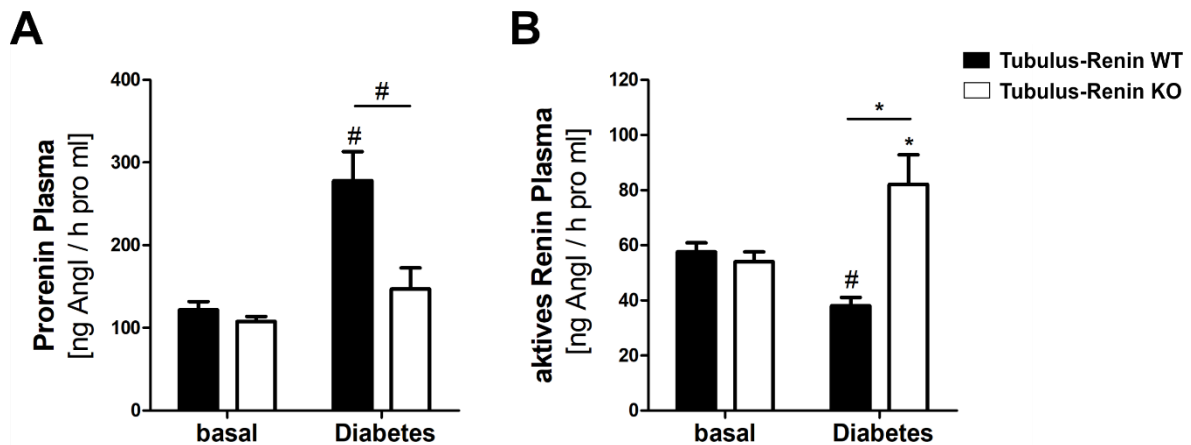 A
Prorenin Plasma
[ng AngI / h pro ml]
400
300
200
100
0
#
#
basal
Diabetes
B
aktives Renin Plasma
[ng AngI / h pro ml]
120
100
80
60
40
20
0
*
*
#
basal
Diabetes
Tubulus-Renin WT
Tubulus-Renin KO